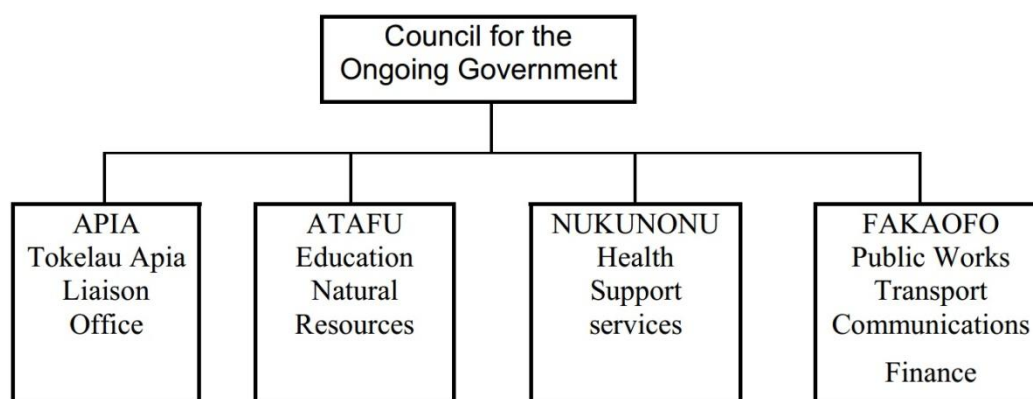 Council for the
Ongoing Government
APIA
Tokelau Apia
Liaison
Office
ATAFU
Education
Natural
Resources
NUKUNONU
Health
Support
services
FAKAOFO
Public Works
Transport
Communications
Finance